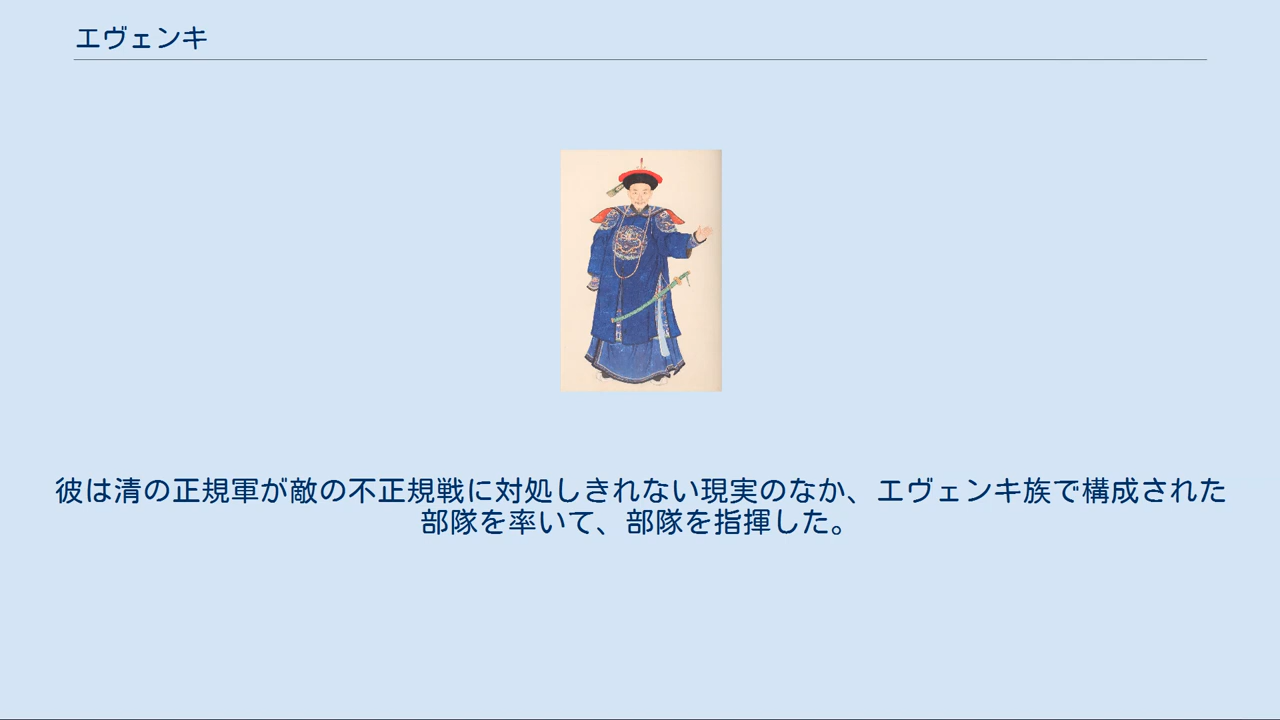 エヴェンキ
彼は清の正規軍が敵の不正規戦に対処しきれない現実のなか、エヴェンキ族で構成された
部隊を率いて、部隊を指揮した。